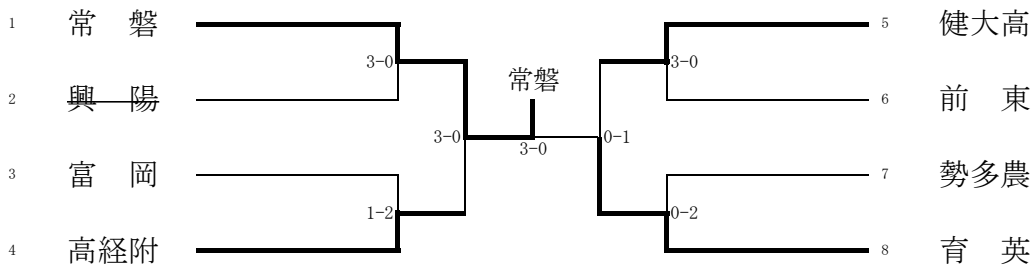 1 常 磐
2 興 陽
3 富 岡
4 高経附
3-0
1-2
3-0
常磐
3-0
0-1
3-0
0-2
5 健大高
6 前 東
7 勢多農
8 育 英